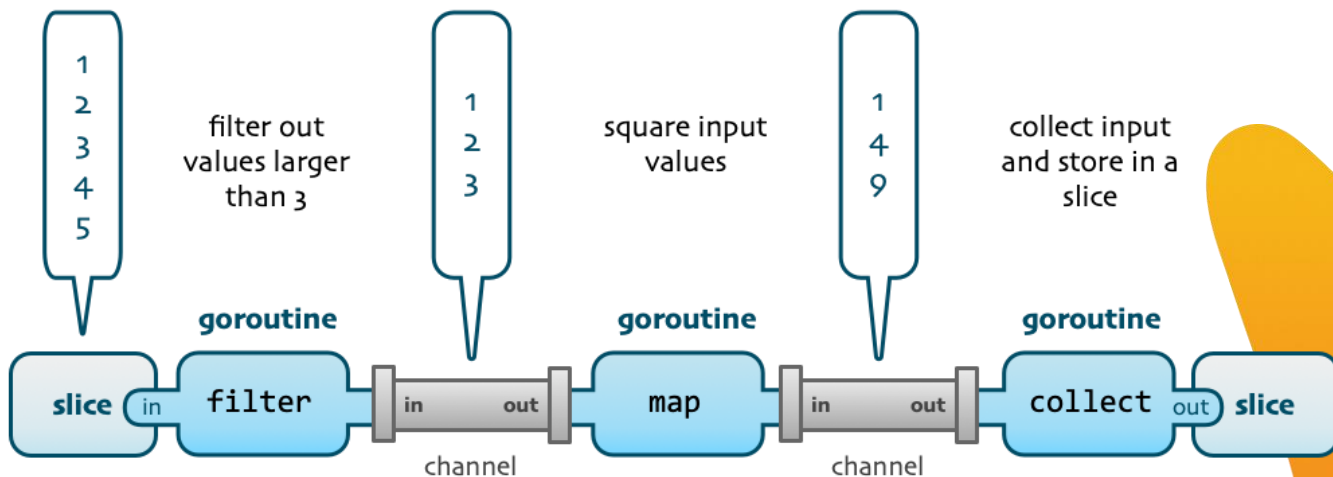 1
2
3
4
5
filter out
values larger
than 3
1
2
3
square input
values
1
4
9
collect input
and store in a
slice
goroutine
goroutine
goroutine
slice
in
filter
in
out
map
in
out
collect
out
slice
channel
channel